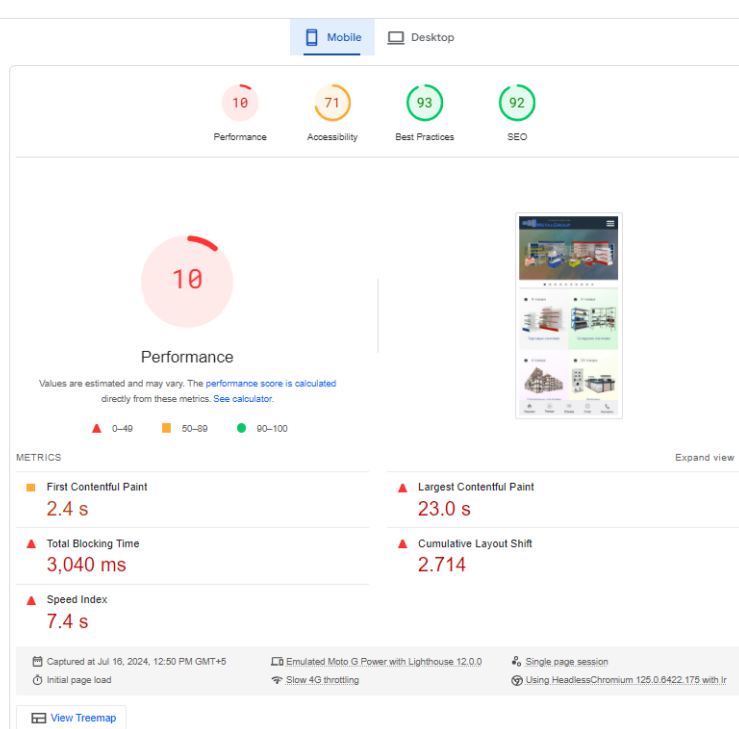 Mobile
Desktop
10
71
93
92
Performance
Accessibility
Best Practices
SEO
10
Performance
Values are estimated and may vary. The performance score is calculated
directly from these metrics. See calculator.
0–49
50–89
90–100
METRICS
Expand view
First Contentful Paint
2.4 s
Largest Contentful Paint
23.0 s
Total Blocking Time
3,040 ms
Cumulative Layout Shift
2.714
Speed Index
7.4 s
Captured at Jul 16, 2024, 12:50 PM GMT+5
Emulated Moto G Power with Lighthouse 12.0.0
Single page session
Initial page load
Slow 4G throttling
Using HeadlessChromium 125.0.6422.175 with lr
View Treemap